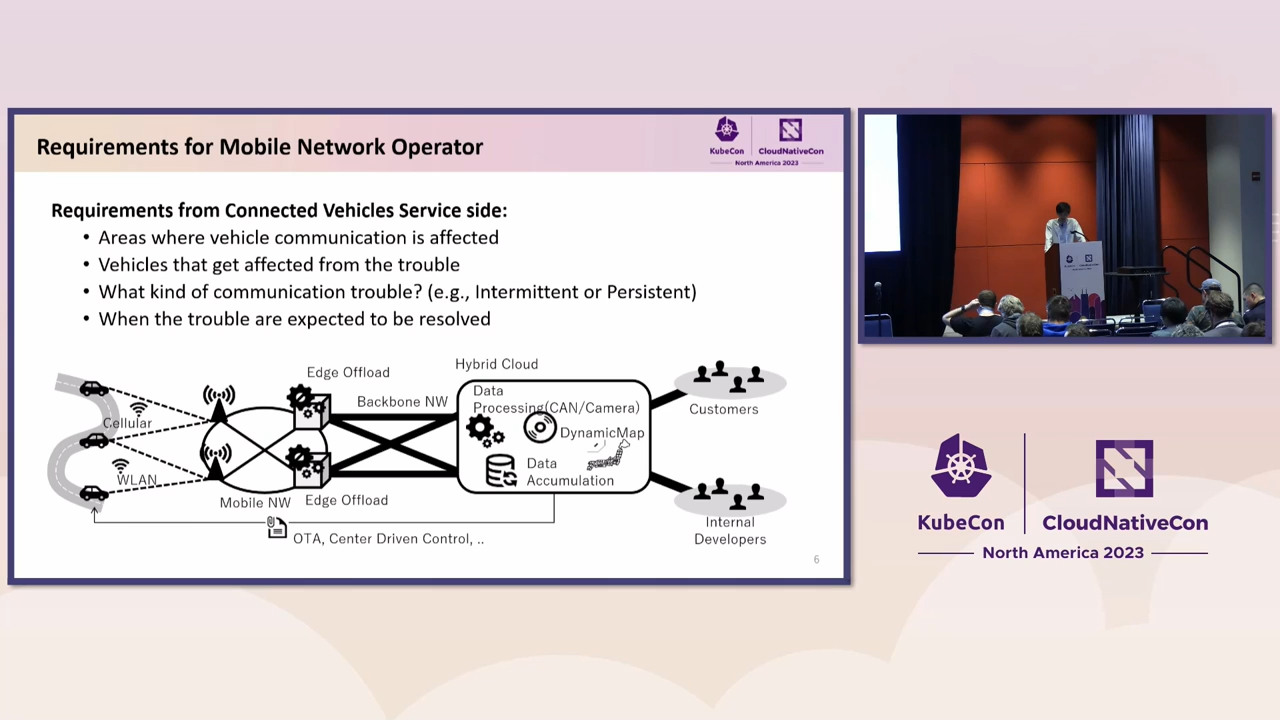 Requirements for Mobile Network Operator
KubeCon
CloudNativeCon
North America 2023
Requirements from Connected Vehicles Service side:
• Areas where vehicle communication is affected
• Vehicles that get affected from the trouble
• What kind of communication trouble? (e.g., Intermittent or Persistent)
• When the trouble are expected to be resolved
Cellular
WLAN
Mobile NW
Edge Offload
Edge Offload
Backbone NW
Hybrid Cloud
Data
Processing(CAN/Camera)
DynamicMap
Data
Accumulation
Customers
Internal
Developers
OTA, Center Driven Control, ..
6
KubeCon
CloudNativeCon
North America 2023